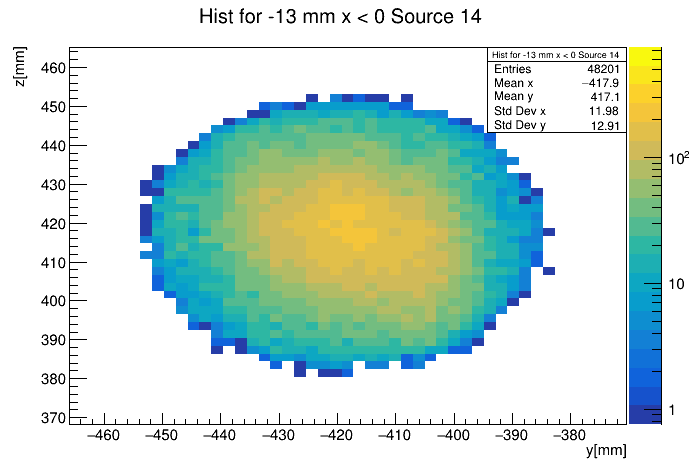 Hist for -13 mm x < 0 Source 14
z[mm]
Hist for -13 mm x < 0 Source 14
Entries 48201
Mean x −417.9
Mean y 417.1
Std Dev x 11.98
Std Dev y 12.91
460
450
440
430
420
410
400
390
380
370
−460 −450 −440 −430 −420 −410 −400 −390 −380
y[mm]
10²
10
1